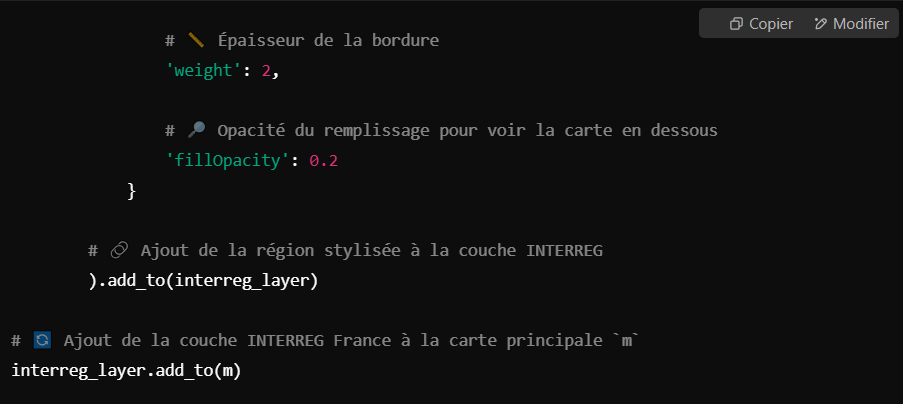 Copier Modifier
# 📏 Épaisseur de la bordure
'weight': 2,
# 🔎 Opacité du remplissage pour voir la carte en dessous
'fillOpacity': 0.2
}
# 🔗 Ajout de la région stylisée à la couche INTERREG
).add_to(interreg_layer)
# 🔄 Ajout de la couche INTERREG France à la carte principale `m`
interreg_layer.add_to(m)